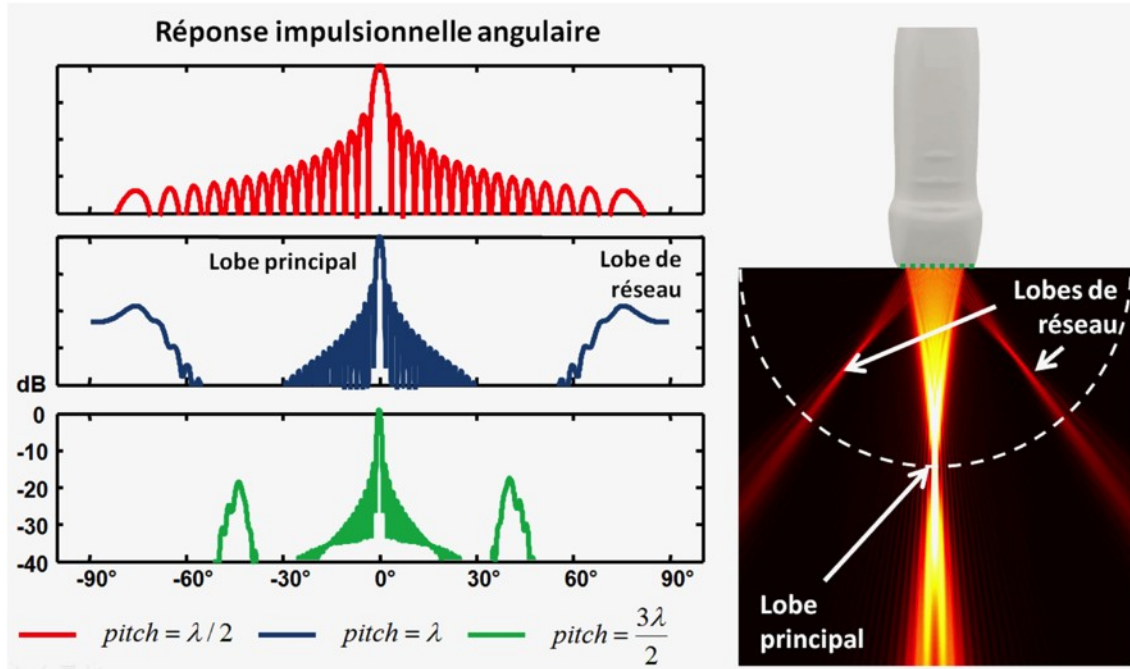 Réponse impulsionnelle angulaire
Lobe principal
Lobe de
réseau
dB
0
-10
-20
-30
-40
-90° -60° -30° 0° 30° 60° 90°
pitch = λ / 2 pitch = λ pitch = 3λ/2
Lobes de
réseau
Lobe
principal